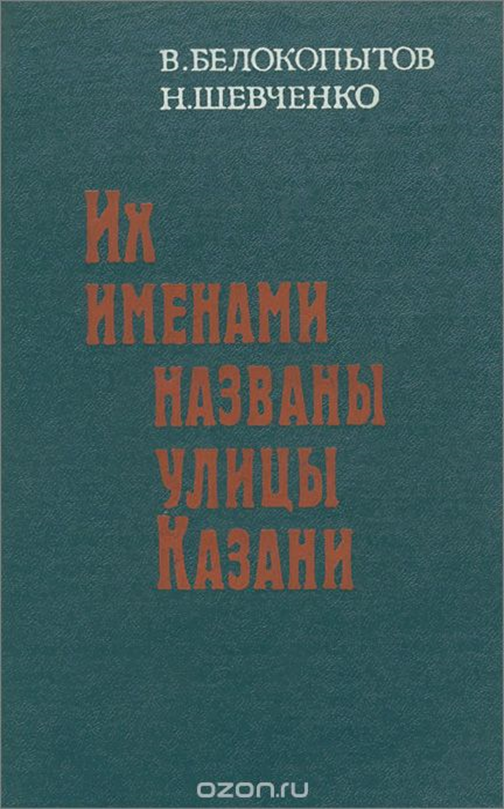 В.БЕЛОКОПЫТОВ
Н.ШЕВЧЕНКО
Их
именами
названы
улицы
Казани
ozon.ru